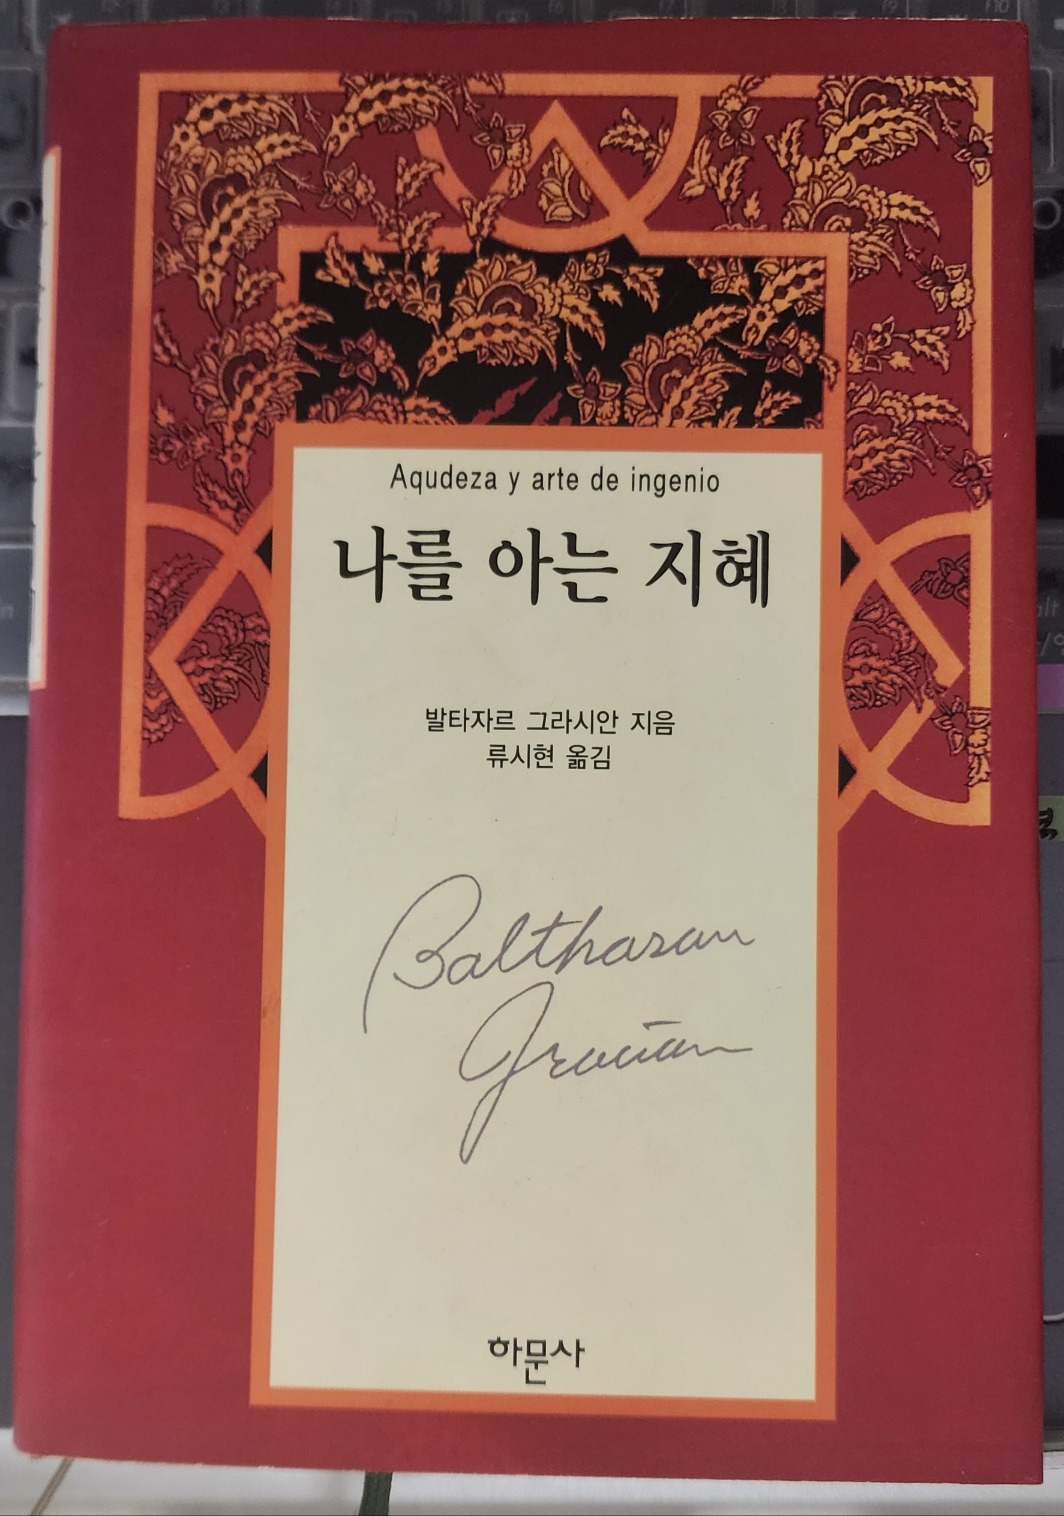 Aqudeza y arte de ingenio
나를 아는 지혜
발타자르 그라시안 지음
류시현 옮김
Balthasan
Gracian
하문사